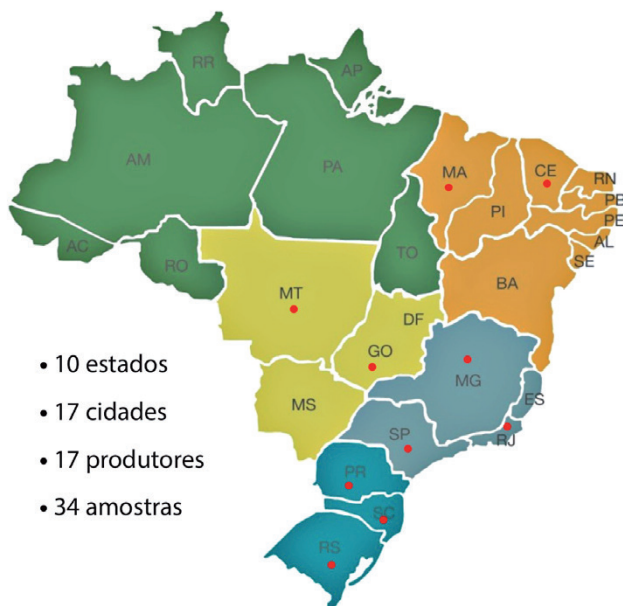 RR
AP
AM
PA
MA
CE
RN
PB
PE
PI
AL
SE
AC
RO
TO
BA
MT
DF
GO
MG
MS
ES
SP
RJ
PR
SC
RS
• 10 estados
• 17 cidades
• 17 produtores
• 34 amostras